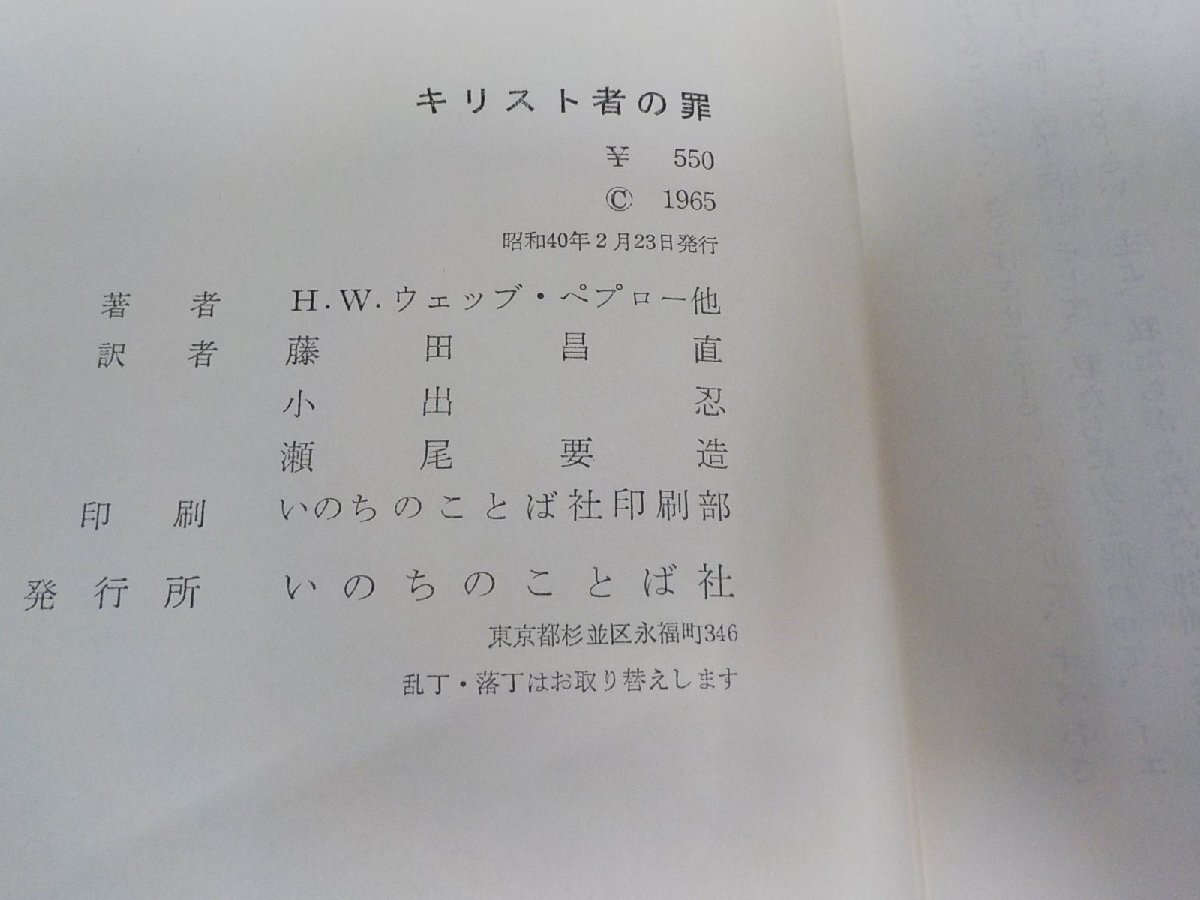 キリスト者の罪
¥ 550
© 1965
昭和40年2月23日発行
著者 H.W.ウェッブ・ペプロー他
訳者 藤田昌直
小出忍
瀬尾要造
印刷 いのちのことば社印刷部
発行所 いのちのことば社
東京都杉並区永福町346
乱丁・落丁はお取り替えします